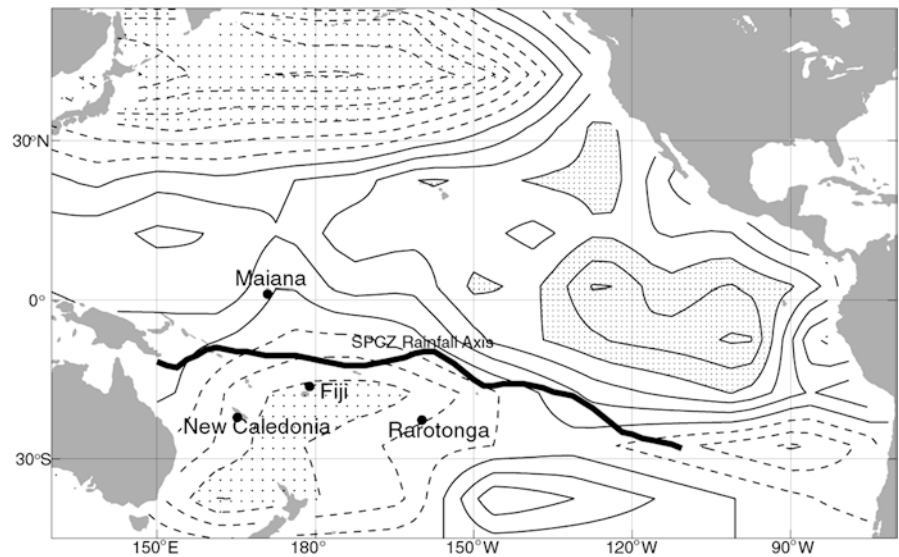 30°N
Maiana
0°
SPCZ Rainfall Axis
Fiji
New Caledonia
Rarotonga
30°S
150°E
180°
150°W
120°W
90°W